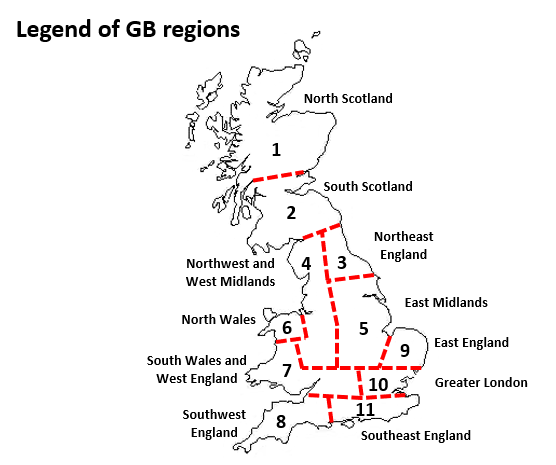 Legend of GB regions
North Scotland
1
South Scotland
2
Northeast
England
Northwest and
West Midlands
4
3
East Midlands
North Wales
6
5
East England
9
South Wales and
West England
7
10
Greater London
Southwest
England
8
11
Southeast England